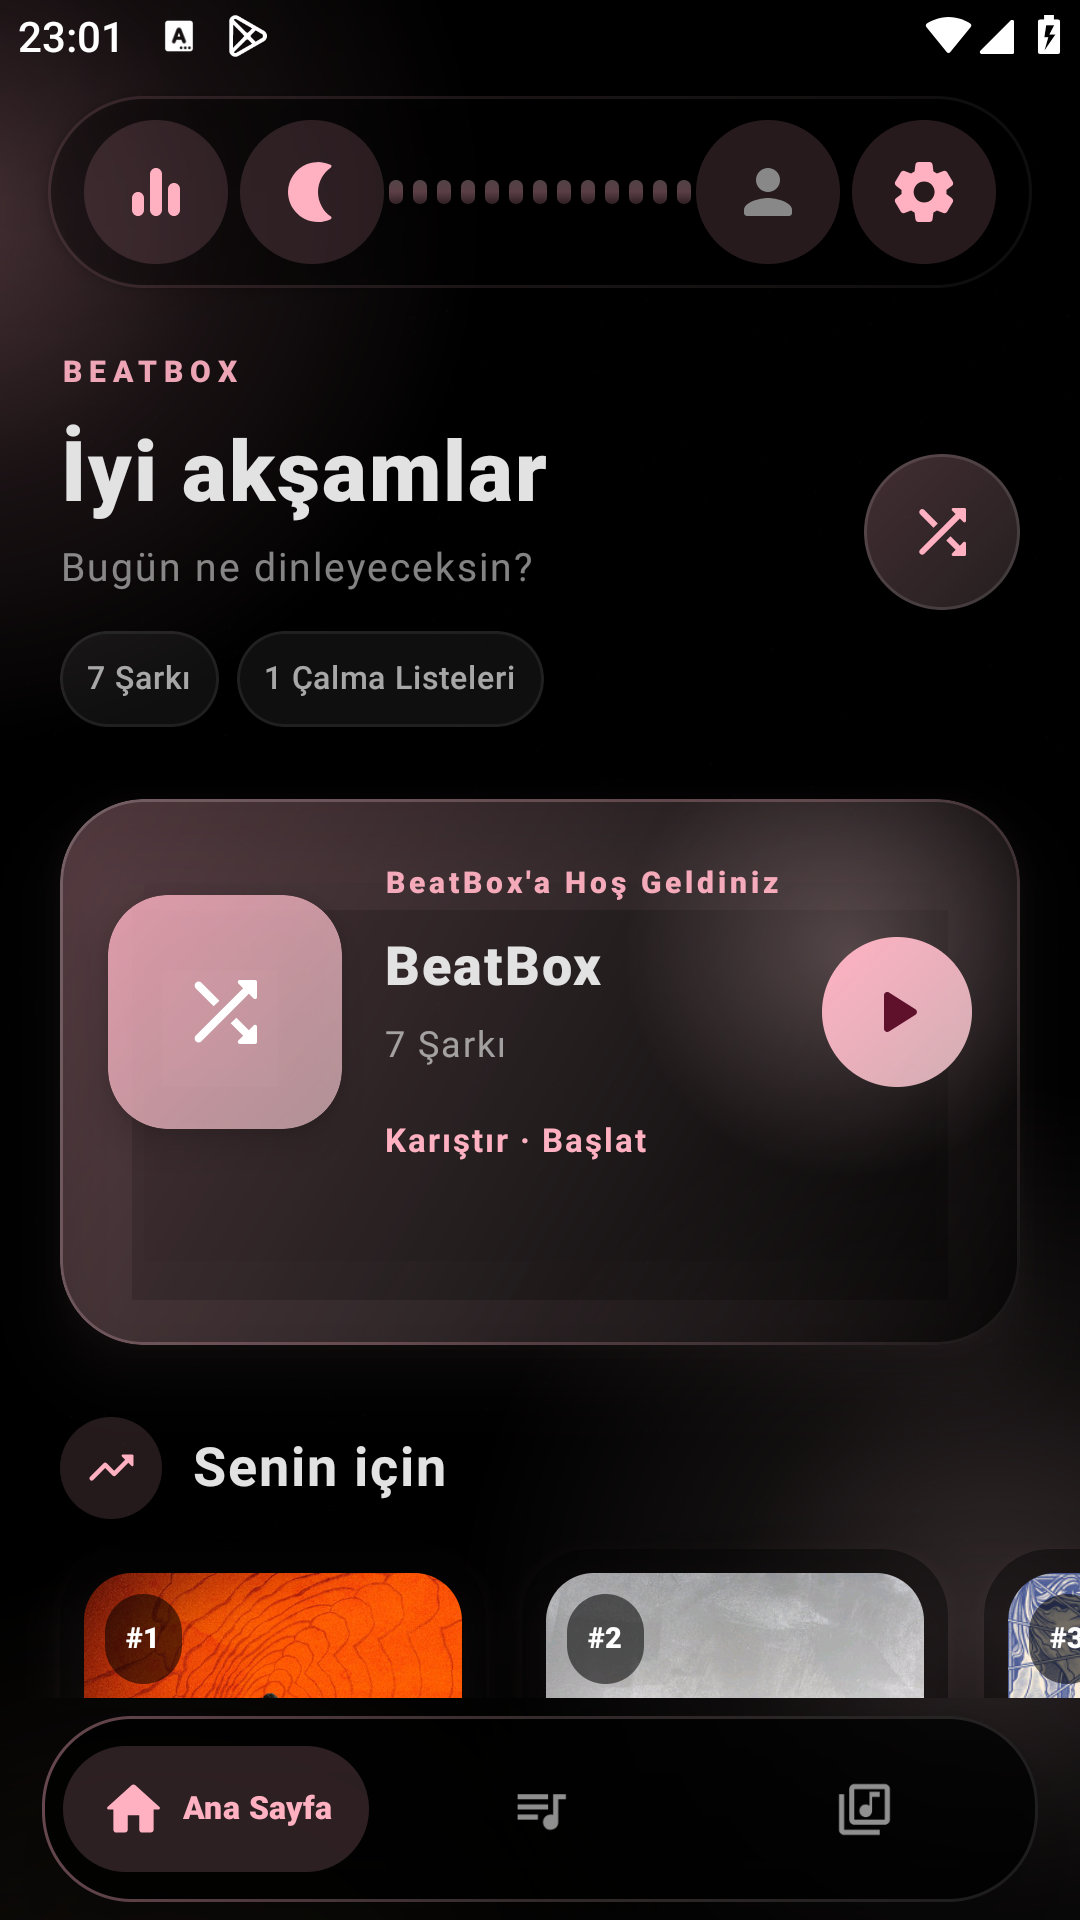 23:01
BEATBOX
İyi akşamlar
Bugün ne dinleyeceksin?
7 Şarkı
1 Çalma Listeleri
BeatBox'a Hoş Geldiniz
BeatBox
7 Şarkı
Karıştır · Başlat
Senin için
#1
#2
#3
Ana Sayfa